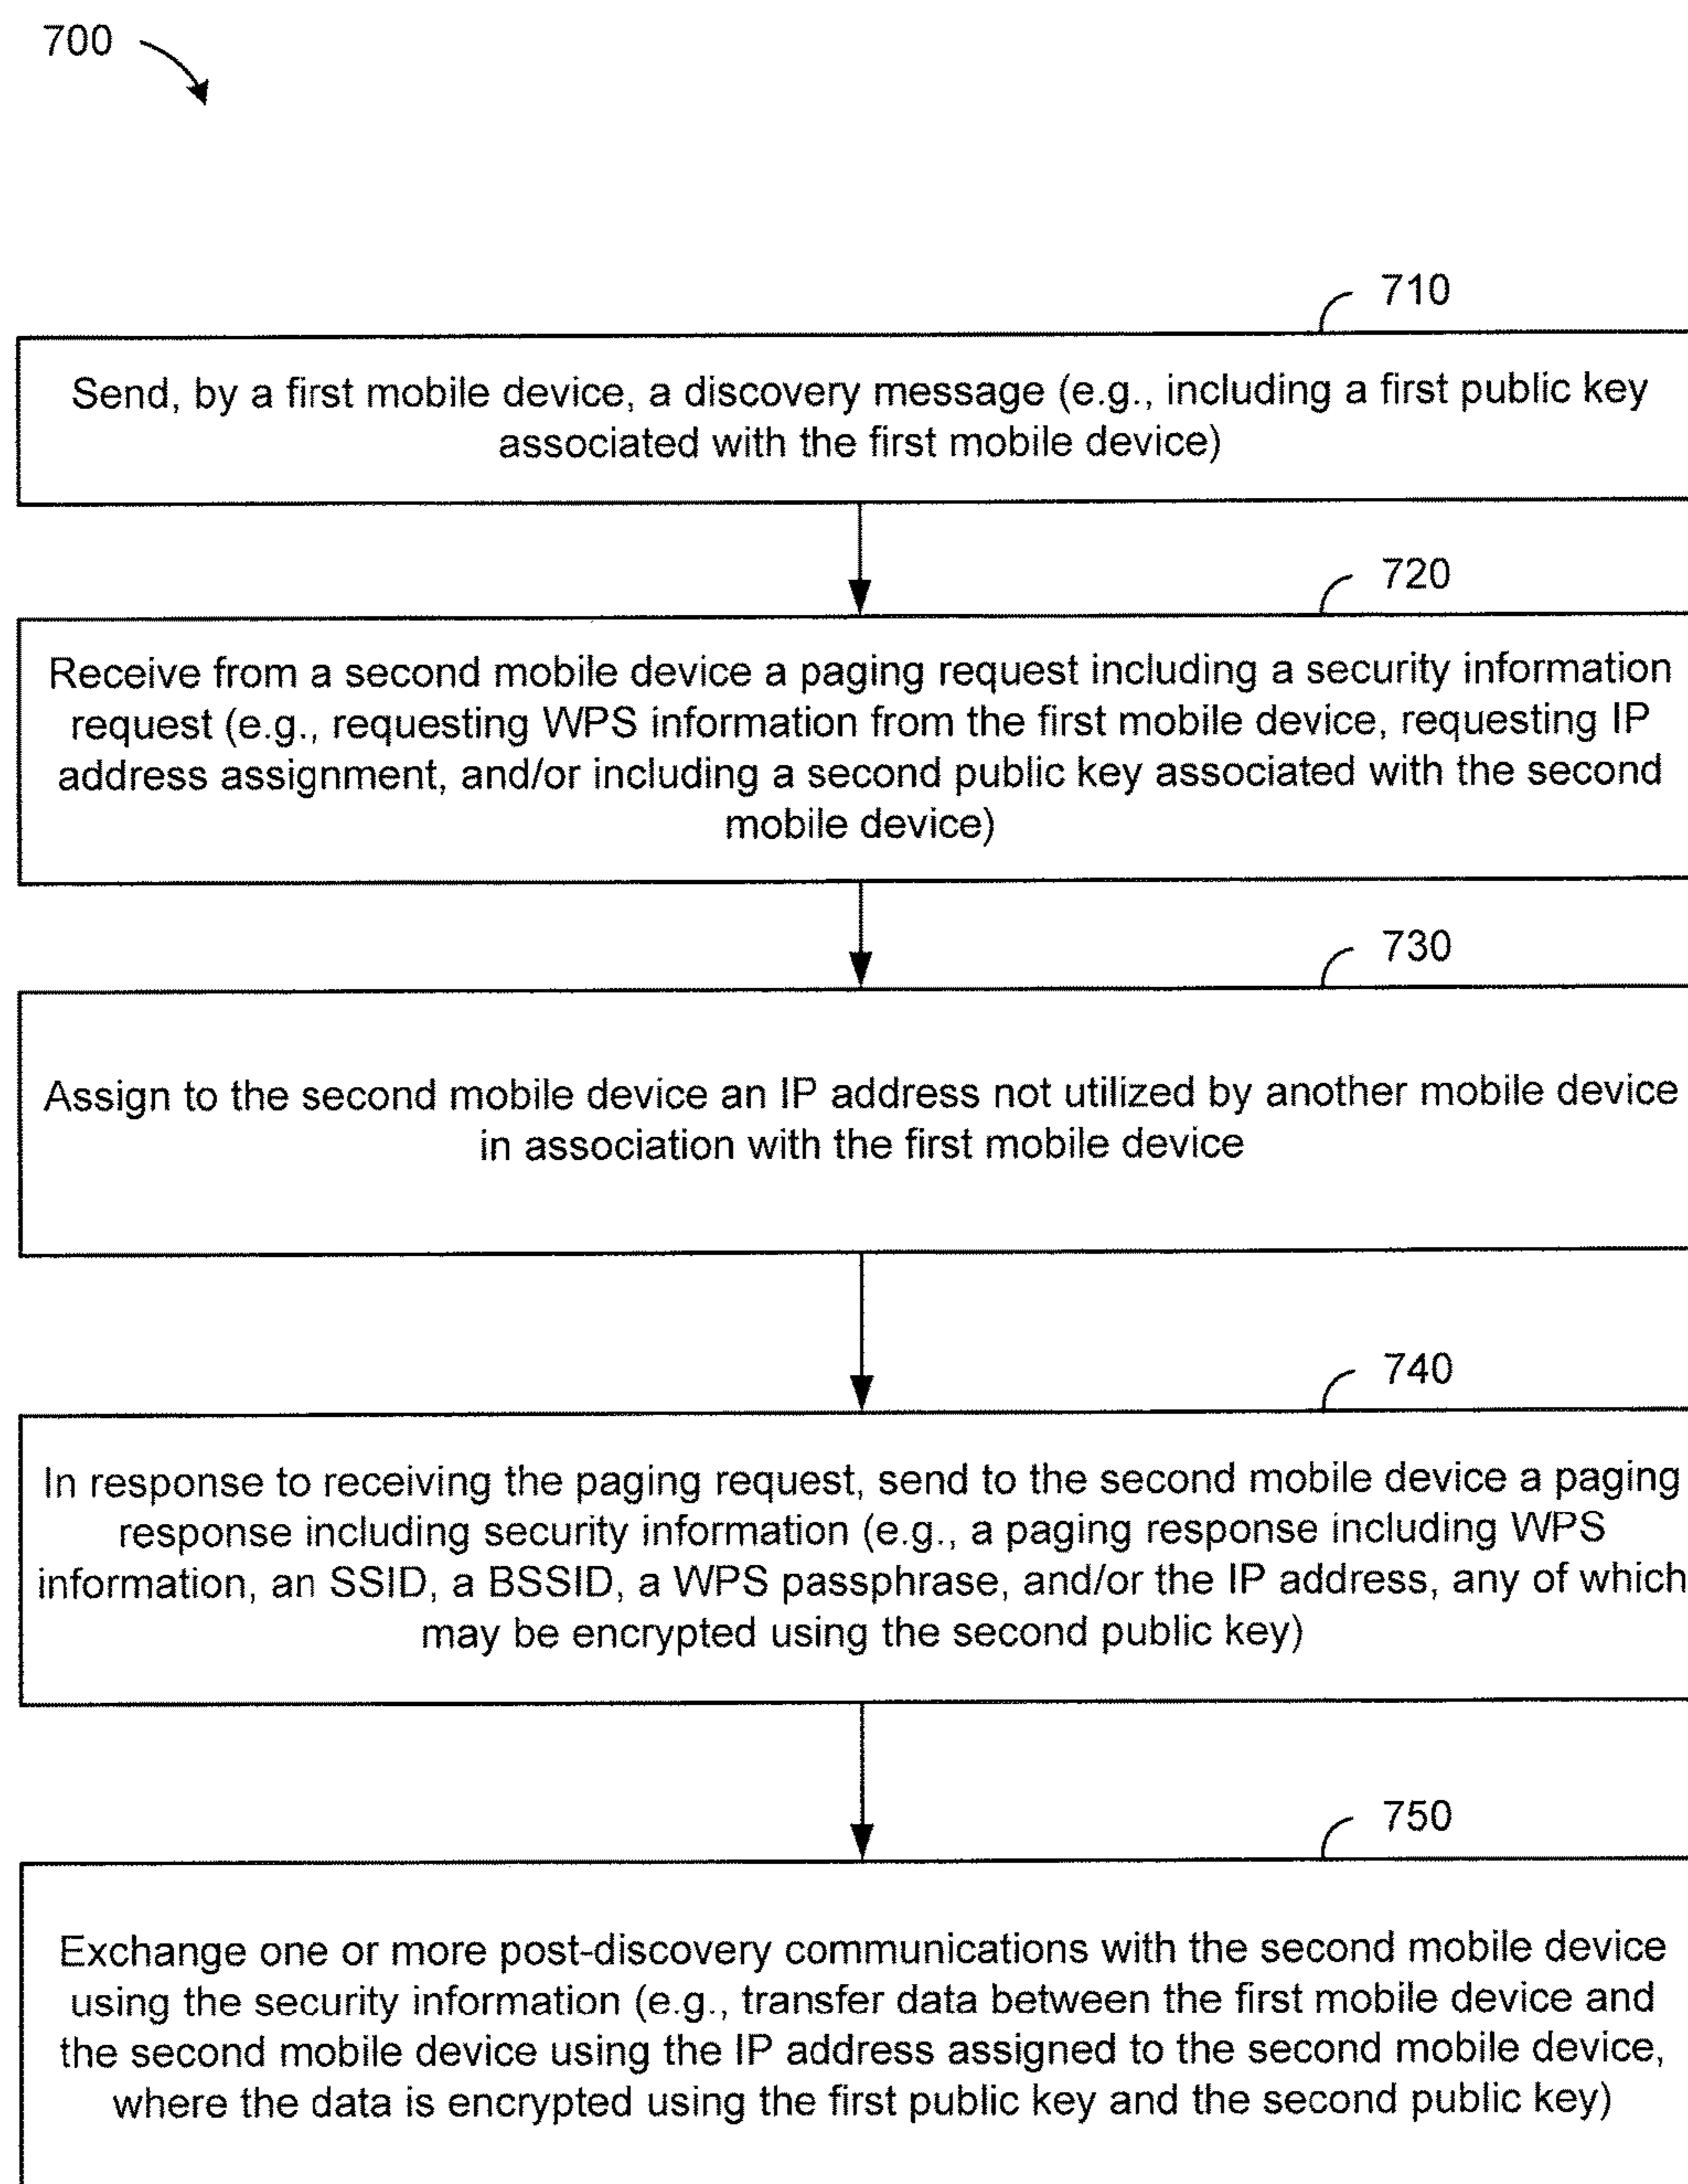 700
710
Send, by a first mobile device, a discovery message (e.g., including a first public key
associated with the first mobile device)
720
Receive from a second mobile device a paging request including a security information
request (e.g., requesting WPS information from the first mobile device, requesting IP
address assignment, and/or including a second public key associated with the second
mobile device)
730
Assign to the second mobile device an IP address not utilized by another mobile device
in association with the first mobile device
740
In response to receiving the paging request, send to the second mobile device a paging
response including security information (e.g., a paging response including WPS
information, an SSID, a BSSID, a WPS passphrase, and/or the IP address, any of which
may be encrypted using the second public key)
750
Exchange one or more post-discovery communications with the second mobile device
using the security information (e.g., transfer data between the first mobile device and
the second mobile device using the IP address assigned to the second mobile device,
where the data is encrypted using the first public key and the second public key)